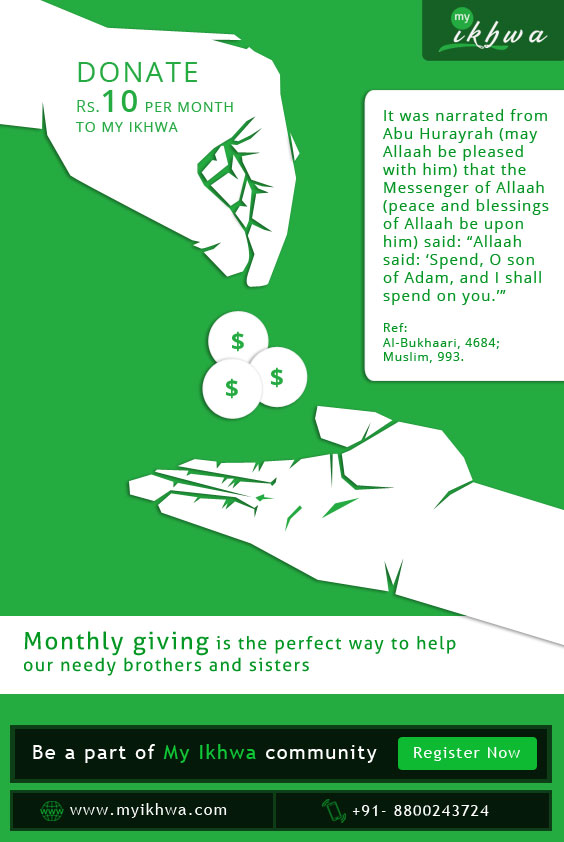 my
ikhwa
DONATE
Rs.10 PER MONTH
TO MY IKHWA
It was narrated from
Abu Hurayrah (may
Allaah be pleased
with him) that the
Messenger of Allaah
(peace and blessings
of Allaah be upon
him) said: “Allaah
said: ‘Spend, O son
of Adam, and I shall
spend on you.’”
Ref:
Al-Bukhaari, 4684;
Muslim, 993.
$
$
$
Monthly giving is the perfect way to help
our needy brothers and sisters
Be a part of My Ikhwa community
Register Now
www
www.myikhwa.com
+91- 8800243724